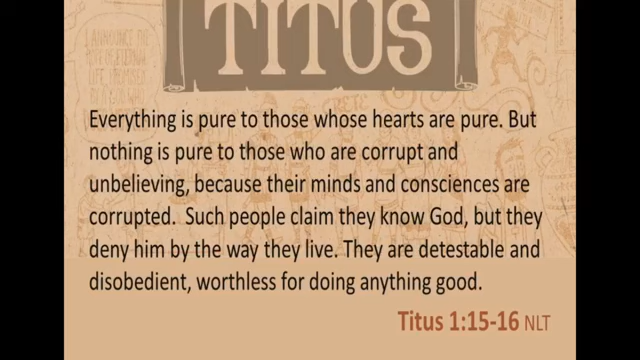 TITUS
I ANNOUNCE THE
Everything is pure to those whose hearts are pure. But
nothing is pure to those who are corrupt and
unbelieving, because their minds and consciences are
corrupted. Such people claim they know God, but they
deny him by the way they live. They are detestable and
disobedient, worthless for doing anything good.
Titus 1:15-16 NLT